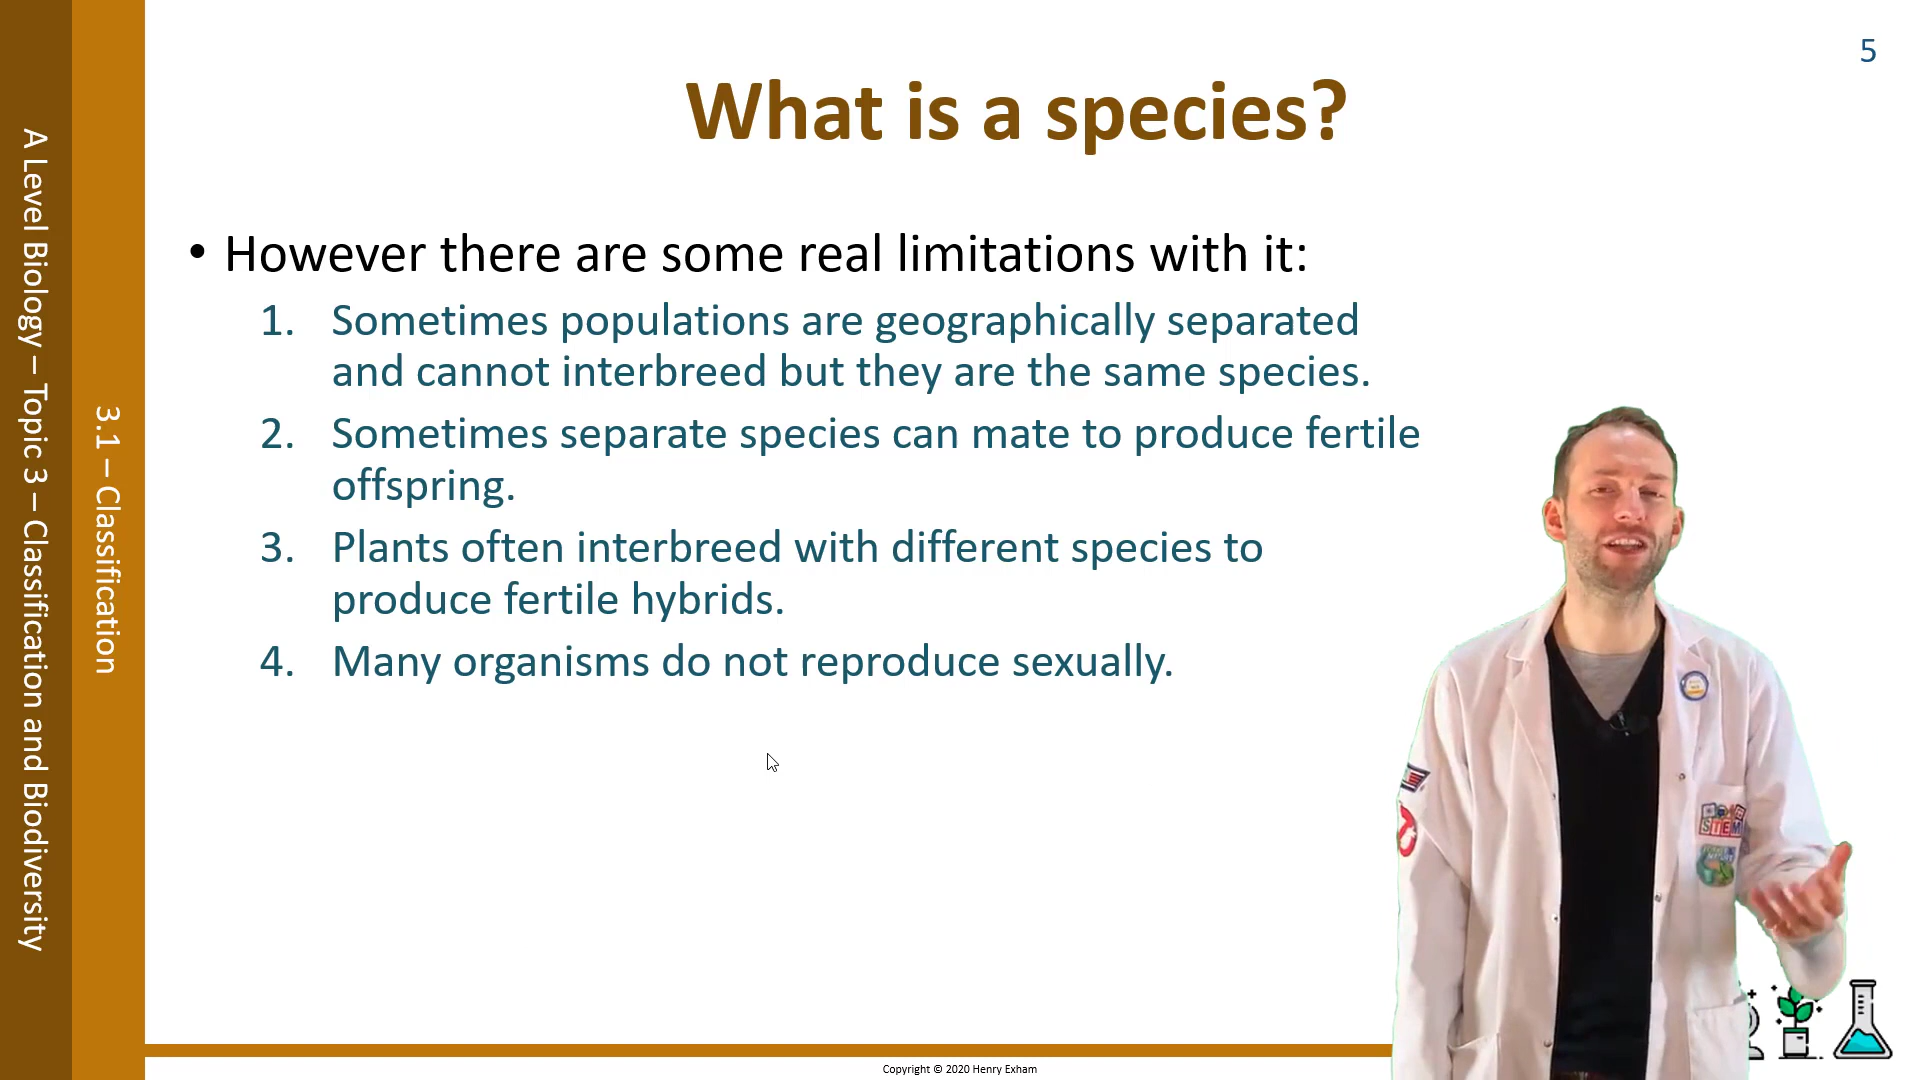 5
What is a species?
• However there are some real limitations with it:
1. Sometimes populations are geographically separated
and cannot interbreed but they are the same species.
2. Sometimes separate species can mate to produce fertile
offspring.
3. Plants often interbreed with different species to
produce fertile hybrids.
4. Many organisms do not reproduce sexually.
A Level Biology – Topic 3 – Classification and Biodiversity
3.1 – Classification
STEM
Copyright © 2020 Henry Exham